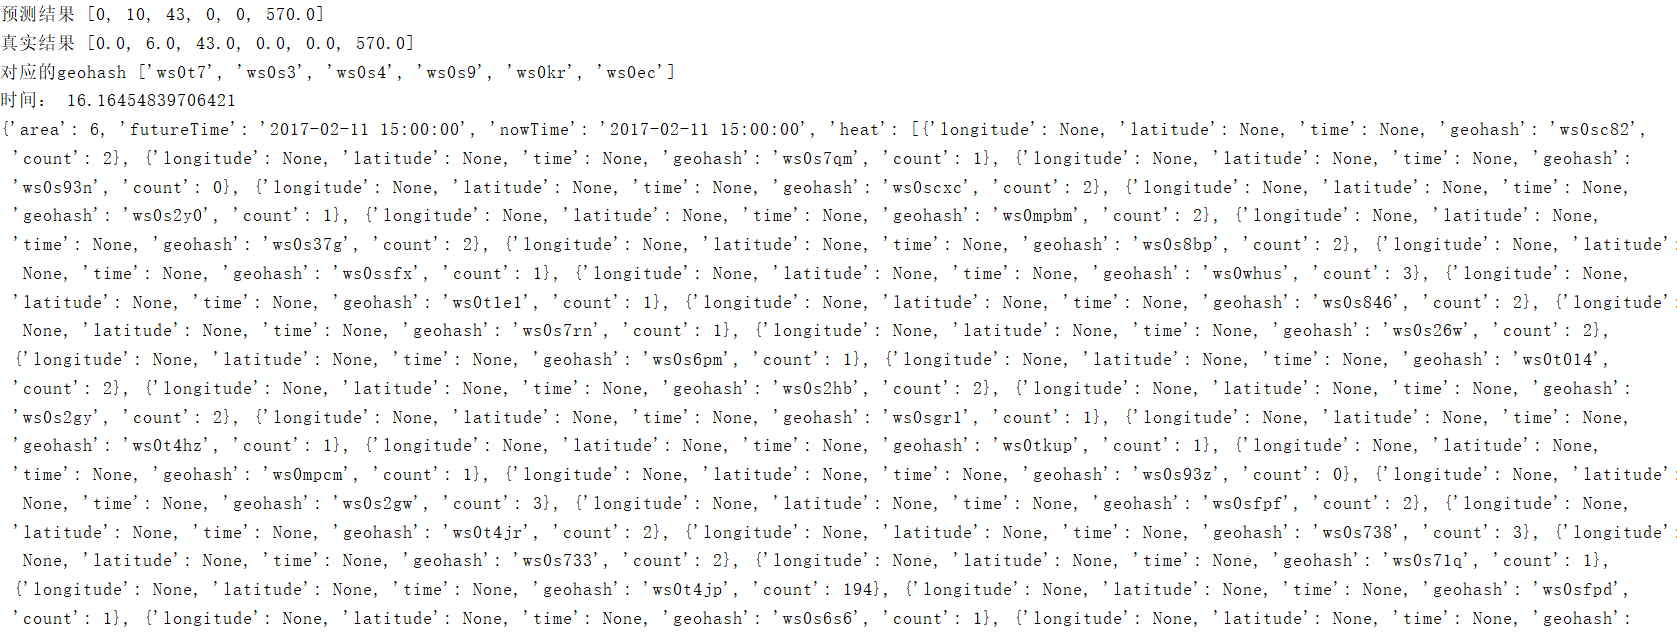 预测结果 [0, 10, 43, 0, 0, 570.0]
真实结果 [0.0, 6.0, 43.0, 0.0, 0.0, 570.0]
对应的geohash ['ws0t7', 'ws0s3', 'ws0s4', 'ws0s9', 'ws0kr', 'ws0ec']
时间： 16.16454839706421
{'area': 6, 'futureTime': '2017-02-11 15:00:00', 'nowTime': '2017-02-11 15:00:00', 'heat': [{'longitude': None, 'latitude': None, 'time': None, 'geohash': 'ws0sc82',
'count': 2}, {'longitude': None, 'latitude': None, 'time': None, 'geohash': 'ws0s7qm', 'count': 1}, {'longitude': None, 'latitude': None, 'time': None, 'geohash':
'ws0s93n', 'count': 0}, {'longitude': None, 'latitude': None, 'time': None, 'geohash': 'ws0scxc', 'count': 2}, {'longitude': None, 'latitude': None, 'time': None,
'geohash': 'ws0s2y0', 'count': 1}, {'longitude': None, 'latitude': None, 'time': None, 'geohash': 'ws0mpbm', 'count': 2}, {'longitude': None, 'latitude': None,
'time': None, 'geohash': 'ws0s37g', 'count': 2}, {'longitude': None, 'latitude': None, 'time': None, 'geohash': 'ws0s8bp', 'count': 2}, {'longitude': None, 'latitude':
None, 'time': None, 'geohash': 'ws0ssfx', 'count': 1}, {'longitude': None, 'latitude': None, 'time': None, 'geohash': 'ws0whus', 'count': 3}, {'longitude': None,
'latitude': None, 'time': None, 'geohash': 'ws0t1e1', 'count': 1}, {'longitude': None, 'latitude': None, 'time': None, 'geohash': 'ws0s846', 'count': 2}, {'longitude':
None, 'latitude': None, 'time': None, 'geohash': 'ws0s7rn', 'count': 1}, {'longitude': None, 'latitude': None, 'time': None, 'geohash': 'ws0s26w', 'count': 2},
{'longitude': None, 'latitude': None, 'time': None, 'geohash': 'ws0s6pm', 'count': 1}, {'longitude': None, 'latitude': None, 'time': None, 'geohash': 'ws0t014',
'count': 2}, {'longitude': None, 'latitude': None, 'time': None, 'geohash': 'ws0s2hb', 'count': 2}, {'longitude': None, 'latitude': None, 'time': None, 'geohash':
'ws0s2gy', 'count': 2}, {'longitude': None, 'latitude': None, 'time': None, 'geohash': 'ws0sgr1', 'count': 1}, {'longitude': None, 'latitude': None, 'time': None,
'geohash': 'ws0t4hz', 'count': 1}, {'longitude': None, 'latitude': None, 'time': None, 'geohash': 'ws0tkup', 'count': 1}, {'longitude': None, 'latitude': None,
'time': None, 'geohash': 'ws0mpcm', 'count': 1}, {'longitude': None, 'latitude': None, 'time': None, 'geohash': 'ws0s93z', 'count': 0}, {'longitude': None, 'latitude':
None, 'time': None, 'geohash': 'ws0s2gw', 'count': 3}, {'longitude': None, 'latitude': None, 'time': None, 'geohash': 'ws0sfpf', 'count': 2}, {'longitude': None,
'latitude': None, 'time': None, 'geohash': 'ws0t4jr', 'count': 2}, {'longitude': None, 'latitude': None, 'time': None, 'geohash': 'ws0s738', 'count': 3}, {'longitude':
None, 'latitude': None, 'time': None, 'geohash': 'ws0s733', 'count': 2}, {'longitude': None, 'latitude': None, 'time': None, 'geohash': 'ws0s71q', 'count': 1},
{'longitude': None, 'latitude': None, 'time': None, 'geohash': 'ws0t4jp', 'count': 194}, {'longitude': None, 'latitude': None, 'time': None, 'geohash': 'ws0sfpd',
'count': 1}, {'longitude': None, 'latitude': None, 'time': None, 'geohash': 'ws0s6s6', 'count': 1}, {'longitude': None, 'latitude': None, 'time': None, 'geohash':